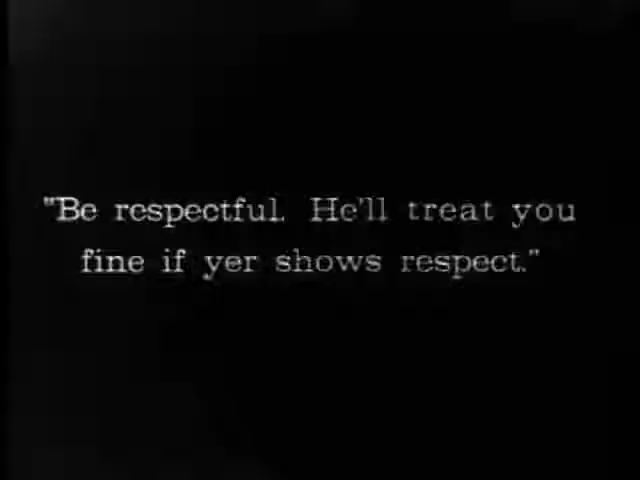 "Be respectful. He'll treat you
fine if yer shows respect."